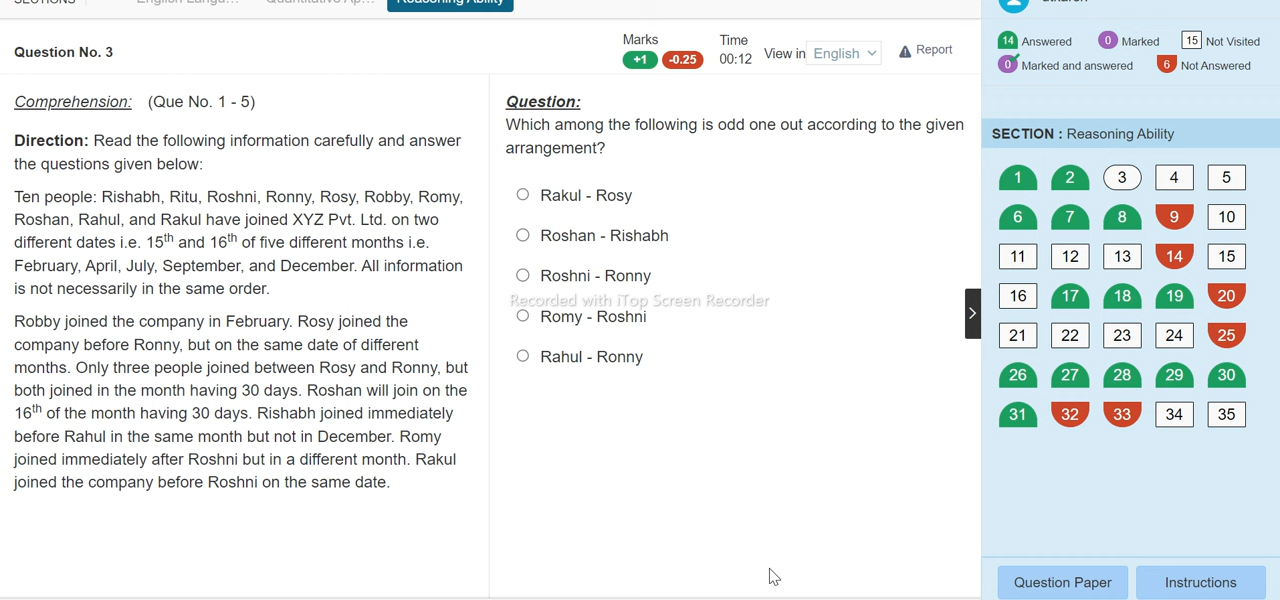 SECTIONS
English Langu...
Quantitative Ap...
Reasoning Ability
Question No. 3
Marks
+1
-0.25
Time
00:12
View in
English
Report
Comprehension: (Que No. 1 - 5)
Direction: Read the following information carefully and answer
the questions given below:
Ten people: Rishabh, Ritu, Roshni, Ronny, Rosy, Robby, Romy,
Roshan, Rahul, and Rakul have joined XYZ Pvt. Ltd. on two
different dates i.e. 15th and 16th of five different months i.e.
February, April, July, September, and December. All information
is not necessarily in the same order.
Robby joined the company in February. Rosy joined the
company before Ronny, but on the same date of different
months. Only three people joined between Rosy and Ronny, but
both joined in the month having 30 days. Roshan will join on the
16th of the month having 30 days. Rishabh joined immediately
before Rahul in the same month but not in December. Romy
joined immediately after Roshni but in a different month. Rakul
joined the company before Roshni on the same date.
Question:
Which among the following is odd one out according to the given
arrangement?
Rakul - Rosy
Roshan - Rishabh
Roshni - Ronny
Recorded with iTop Screen Recorder
Romy - Roshni
Rahul - Ronny
14 Answered
0 Marked
15 Not Visited
0 Marked and answered
6 Not Answered
SECTION : Reasoning Ability
1 2 3 4 5
6 7 8 9 10
11 12 13 14 15
16 17 18 19 20
21 22 23 24 25
26 27 28 29 30
31 32 33 34 35
Question Paper
Instructions